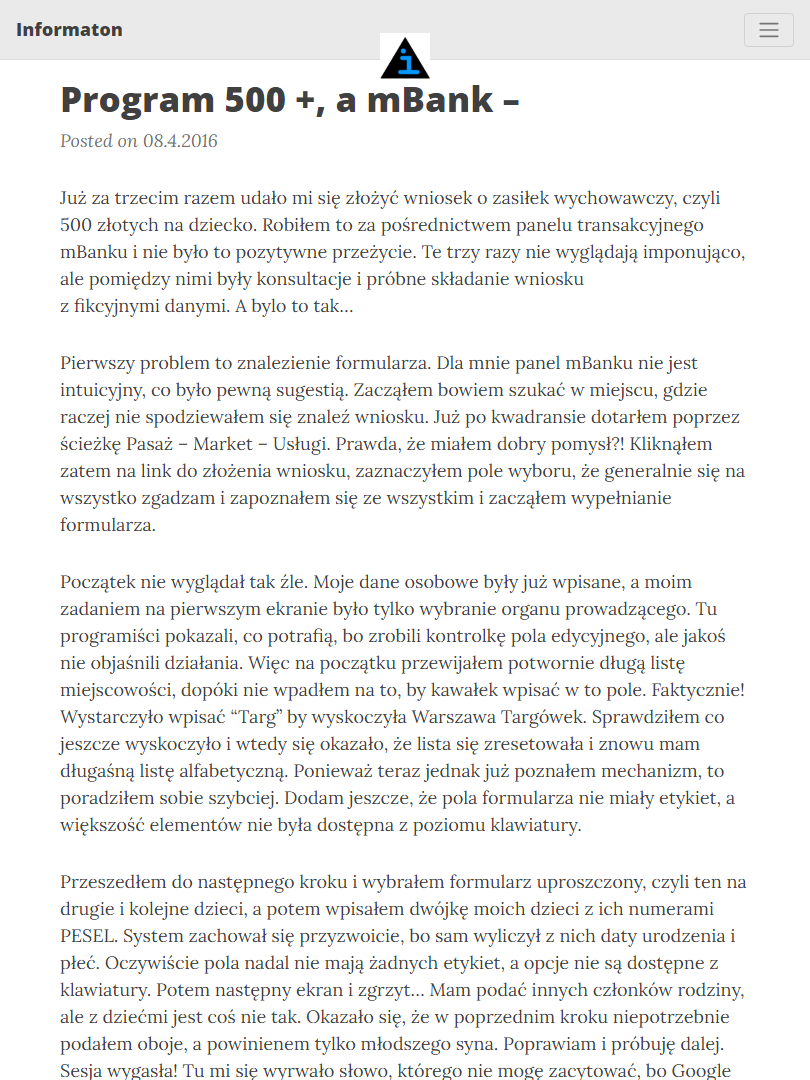 Informaton
i
Program 500 +, a mBank –
Posted on 08.4.2016
Już za trzecim razem udało mi się złożyć wniosek o zasiłek wychowawczy, czyli
500 złotych na dziecko. Robiłem to za pośrednictwem panelu transakcyjnego
mBanku i nie było to pozytywne przeżycie. Te trzy razy nie wyglądają imponująco,
ale pomiędzy nimi były konsultacje i próbne składanie wniosku
z fikcyjnymi danymi. A bylo to tak…
Pierwszy problem to znalezienie formularza. Dla mnie panel mBanku nie jest
intuicyjny, co było pewną sugestią. Zacząłem bowiem szukać w miejscu, gdzie
raczej nie spodziewałem się znaleź wniosku. Już po kwadransie dotarłem poprzez
ścieżkę Pasaż – Market – Usługi. Prawda, że miałem dobry pomysł?! Kliknąłem
zatem na link do złożenia wniosku, zaznaczyłem pole wyboru, że generalnie się na
wszystko zgadzam i zapoznałem się ze wszystkim i zacząłem wypełnianie
formularza.
Początek nie wyglądał tak źle. Moje dane osobowe były już wpisane, a moim
zadaniem na pierwszym ekranie było tylko wybranie organu prowadzącego. Tu
programiści pokazali, co potrafią, bo zrobili kontrolkę pola edycyjnego, ale jakoś
nie objaśnili działania. Więc na początku przewijałem potwornie długą listę
miejscowości, dopóki nie wpadłem na to, by kawałek wpisać w to pole. Faktycznie!
Wystarczyło wpisać “Targ” by wyskoczyła Warszawa Targówek. Sprawdziłem co
jeszcze wyskoczyło i wtedy się okazało, że lista się zresetowała i znowu mam
długaśną listę alfabetyczną. Ponieważ teraz jednak już poznałem mechanizm, to
poradziłem sobie szybciej. Dodam jeszcze, że pola formularza nie miały etykiet, a
większość elementów nie była dostępna z poziomu klawiatury.
Przeszedłem do następnego kroku i wybrałem formularz uproszczony, czyli ten na
drugie i kolejne dzieci, a potem wpisałem dwójkę moich dzieci z ich numerami
PESEL. System zachował się przyzwoicie, bo sam wyliczył z nich daty urodzenia i
płeć. Oczywiście pola nadal nie mają żadnych etykiet, a opcje nie są dostępne z
klawiatury. Potem następny ekran i zgrzyt… Mam podać innych członków rodziny,
ale z dziećmi jest coś nie tak. Okazało się, że w poprzednim kroku niepotrzebnie
podałem oboje, a powinienem tylko młodszego syna. Poprawiam i próbuję dalej.
Sesja wygasła! Tu mi się wyrwało słowo, którego nie mogę zacytować, bo Google